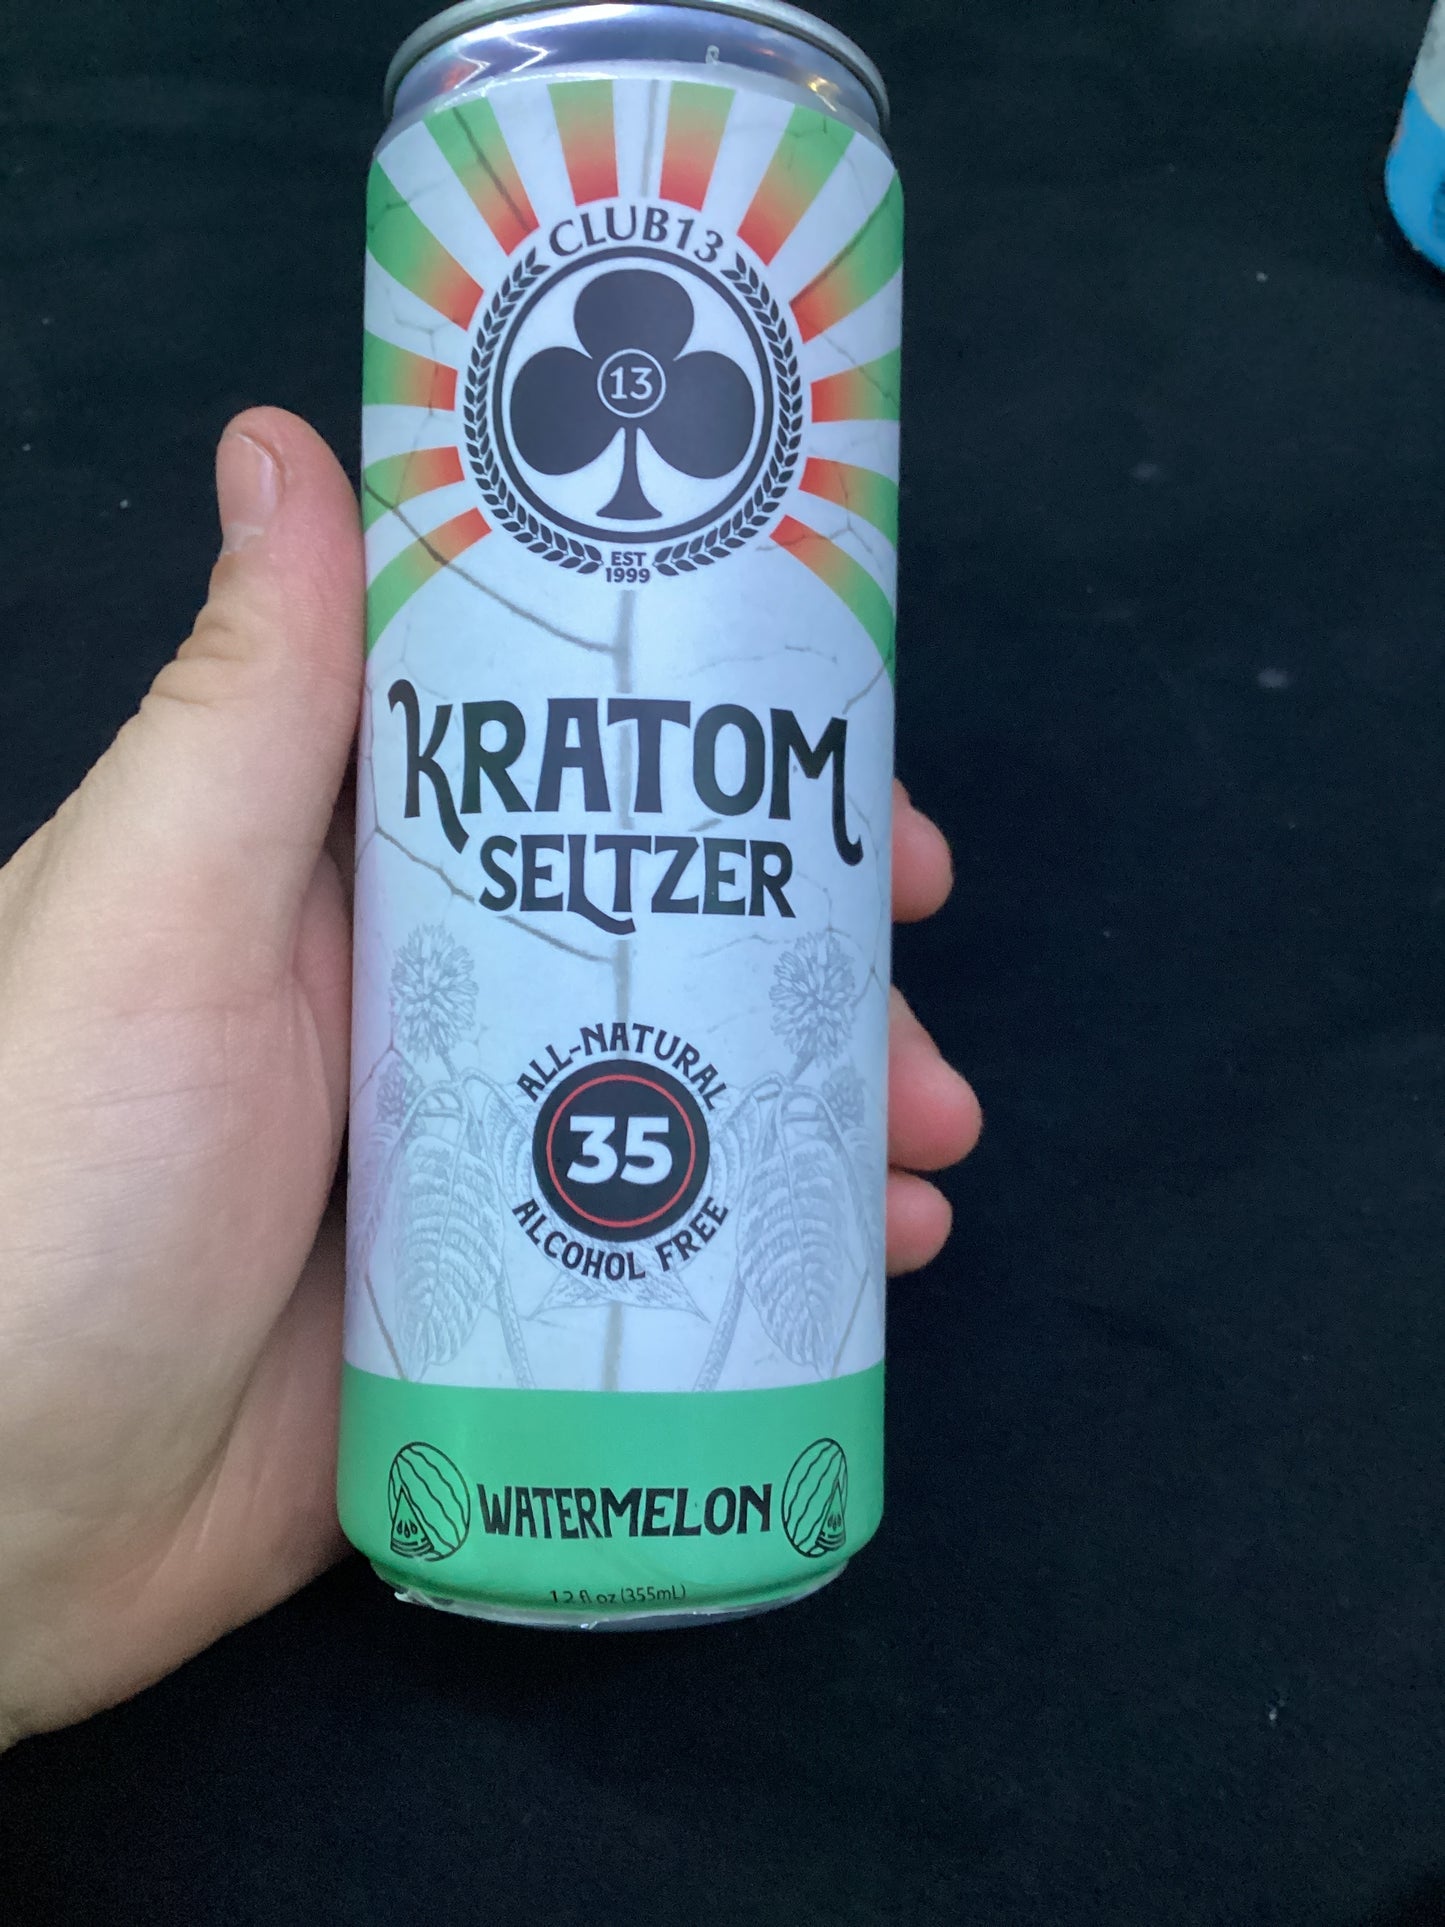 CLUB13
13
EST
1999
KRATOM
SELTZER
ALL-NATURAL
35
ALCOHOL FREE
WATERMELON
12 fl oz (355mL)